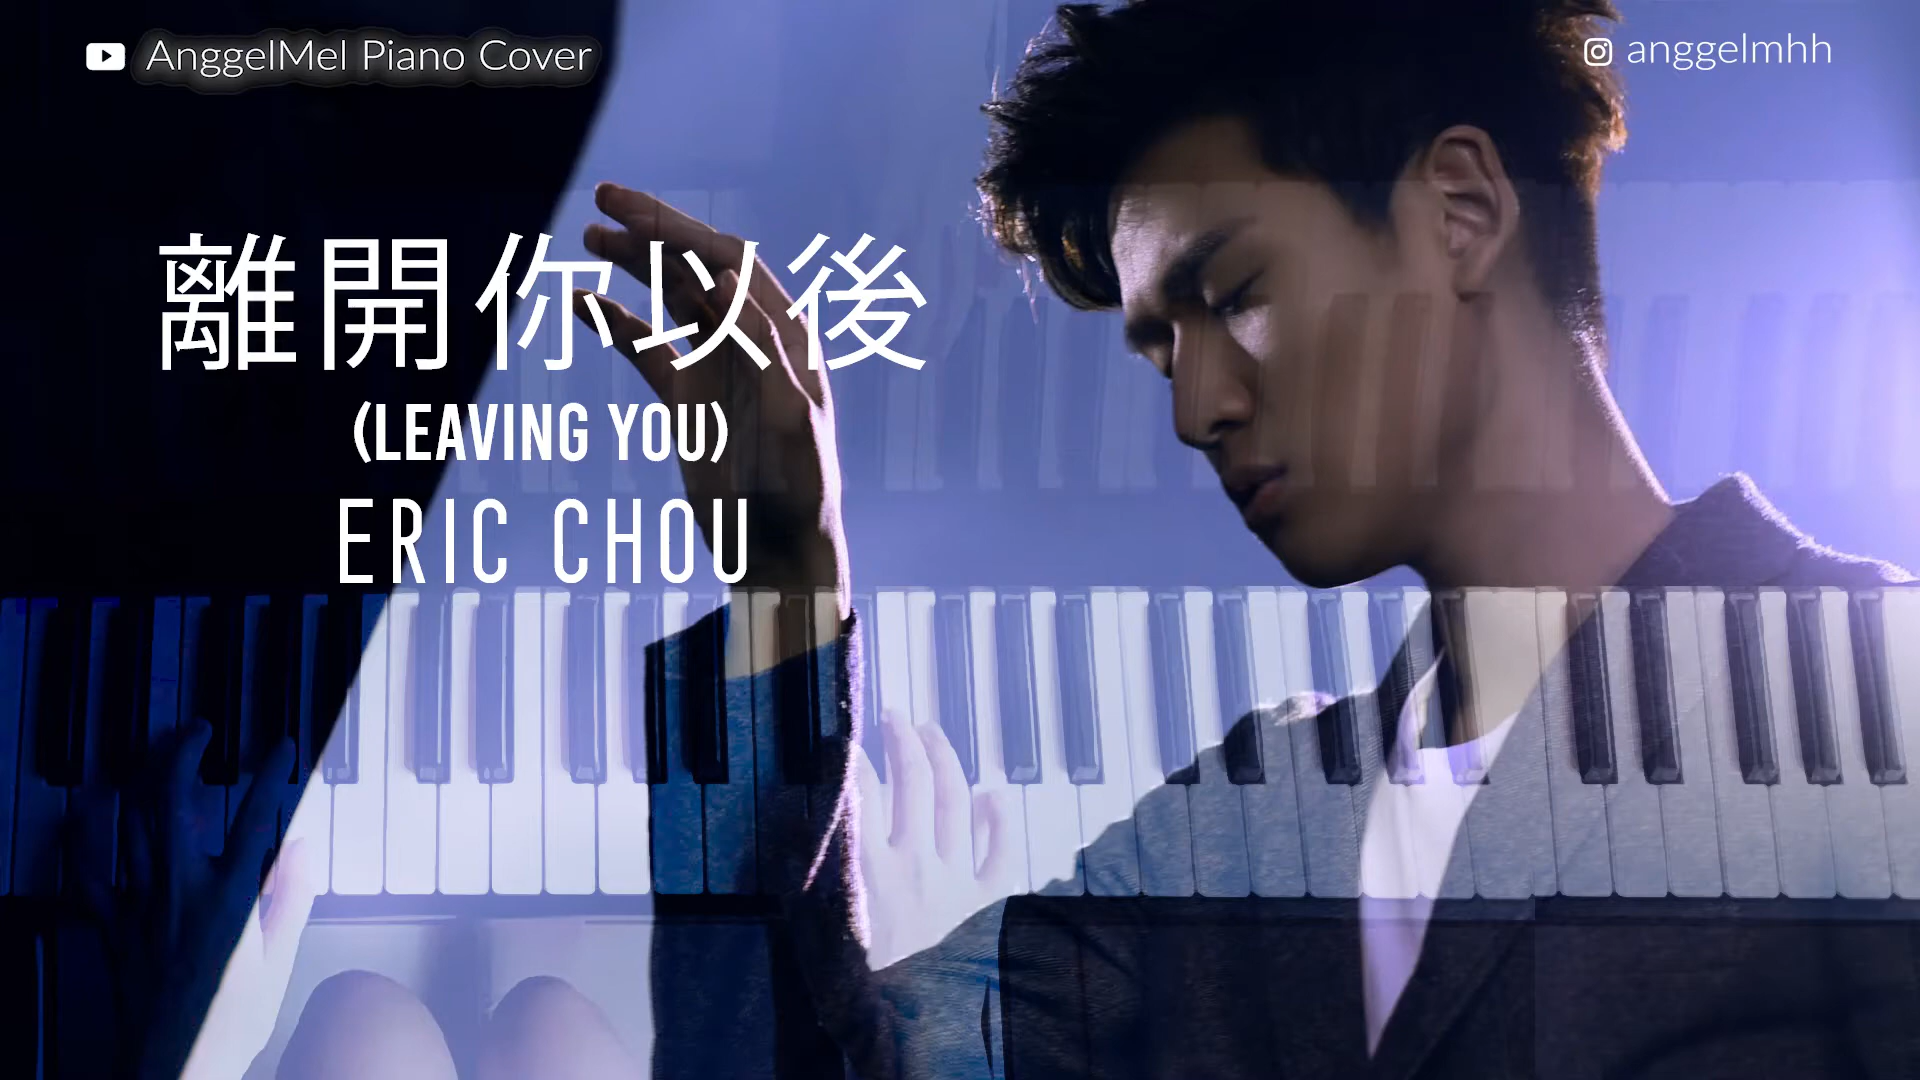 AnggelMel Piano Cover
anggelmhh
離開你以後
(LEAVING YOU)
ERIC CHOU